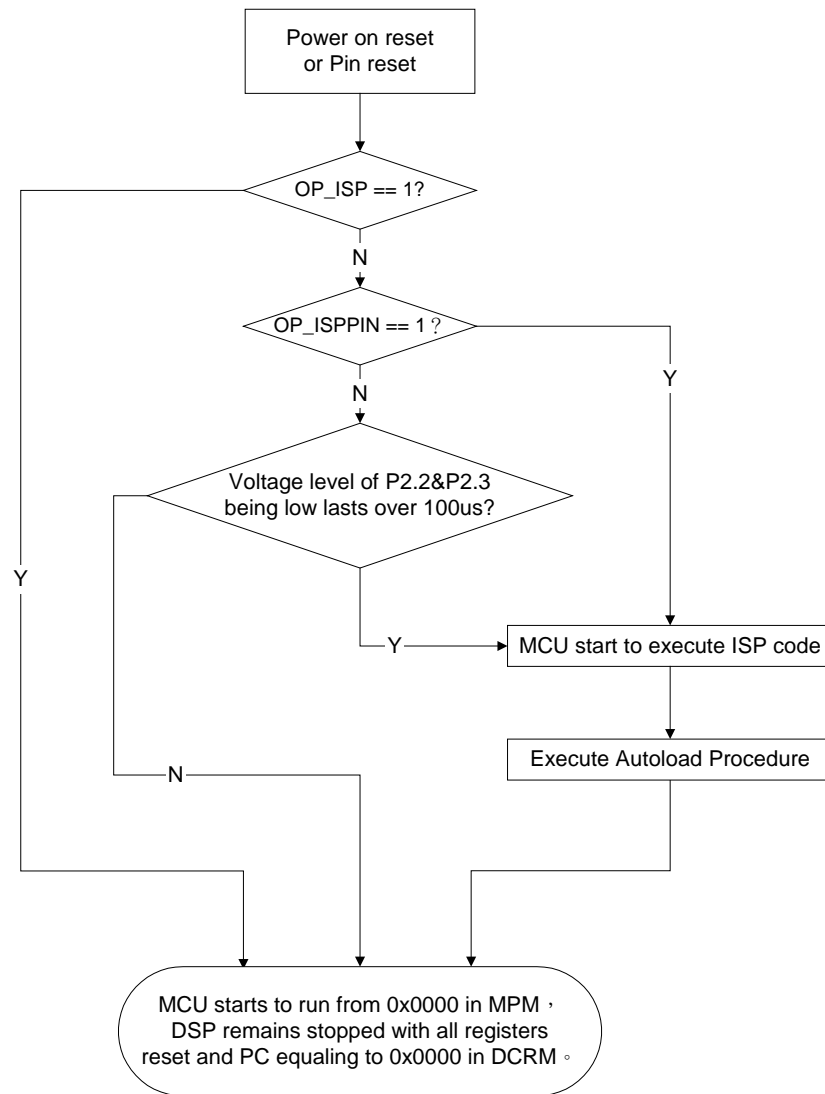 Power on reset
or Pin reset
OP_ISP == 1?
N
OP_ISPPIN == 1？
Y
N
Voltage level of P2.2&P2.3
being low lasts over 100us?
Y
Y
MCU start to execute ISP code
Execute Autoload Procedure
N
MCU starts to run from 0x0000 in MPM，
DSP remains stopped with all registers
reset and PC equaling to 0x0000 in DCRM。